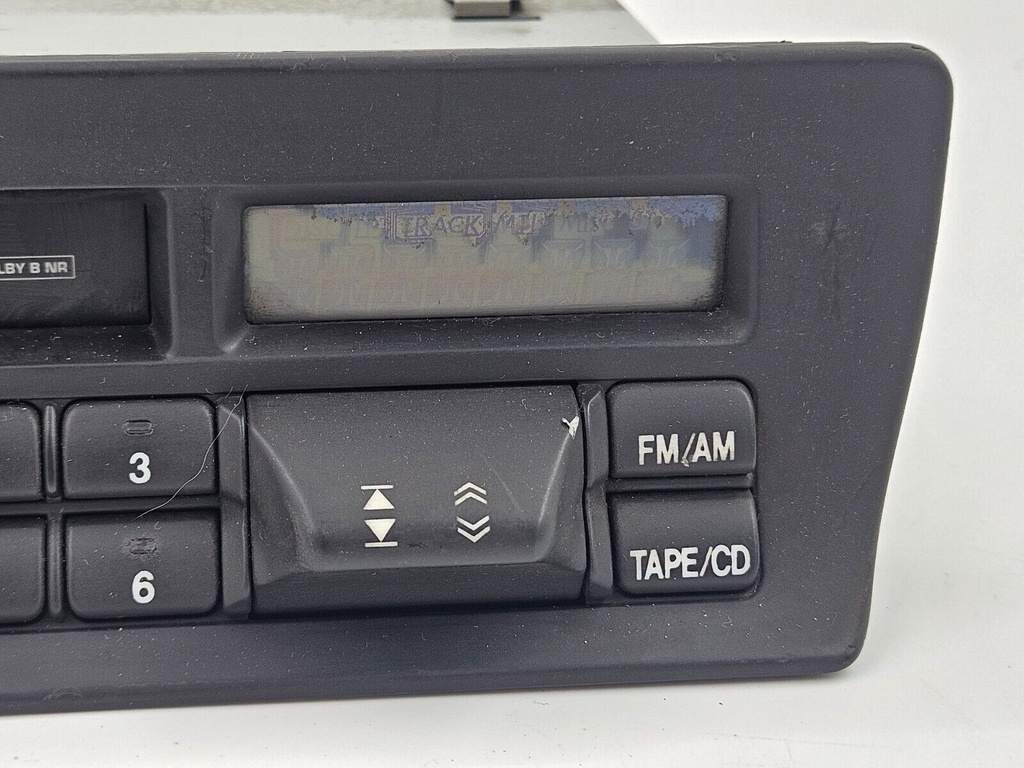 TRACK
LBY B NR
FM/AM
3
TAPE/CD
6